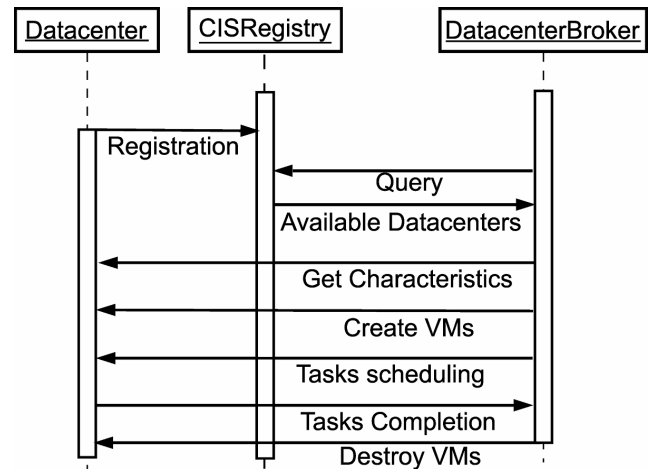 Datacenter
CISRegistry
DatacenterBroker
Registration
Query
Available Datacenters
Get Characteristics
Create VMs
Tasks scheduling
Tasks Completion
Destroy VMs